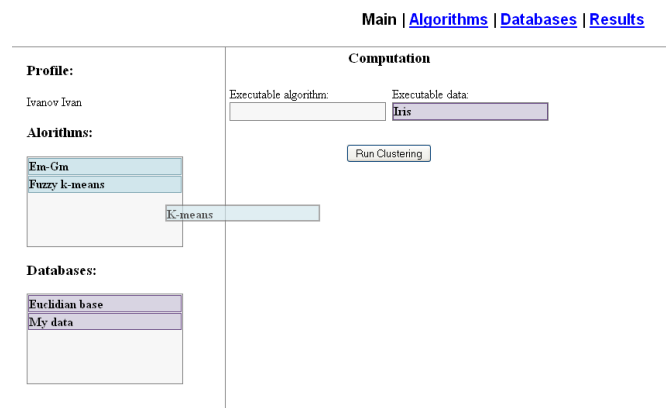 Main | Algorithms | Databases | Results
Profile:
Ivanov Ivan
Alorithms:
Em-Gm
Fuzzy k-means
K-means
Databases:
Euclidian base
My data
Computation
Executable algorithm:
Executable data:
Iris
Run Clustering